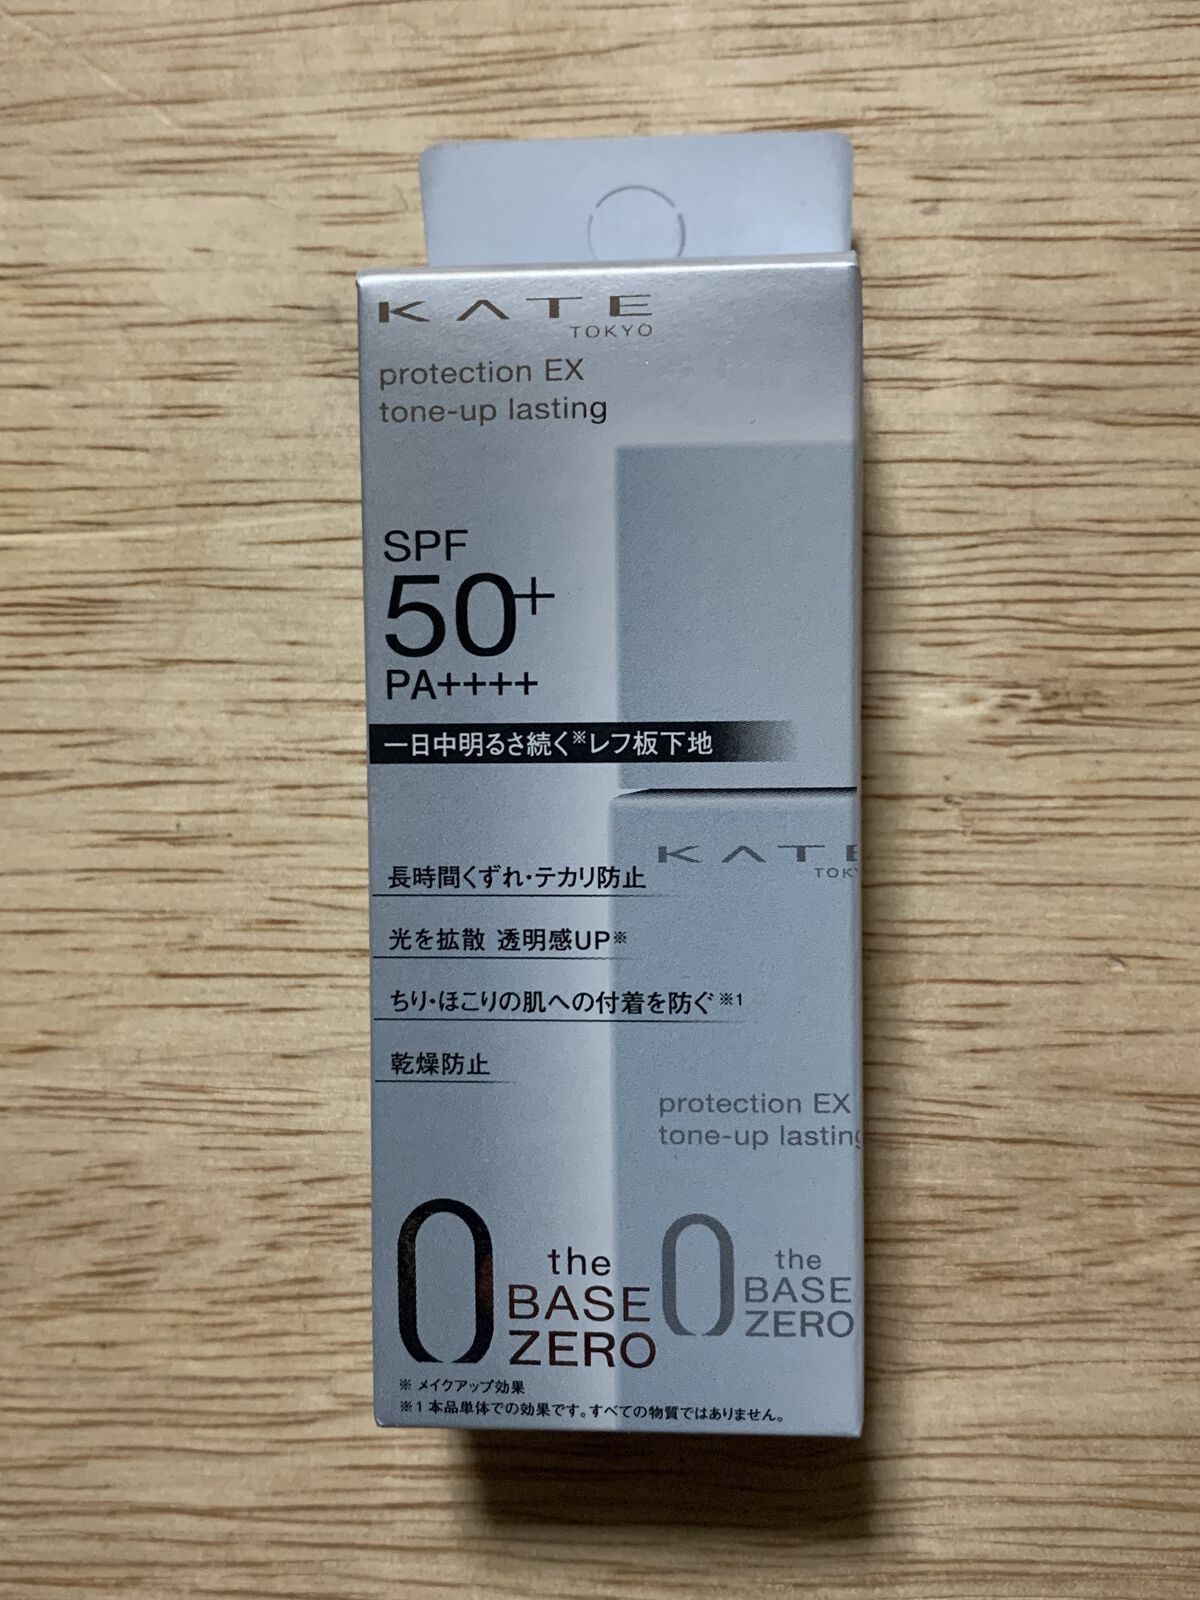 KATE
TOKYO
protection EX
tone-up lasting
SPF
50+
PA++++
一日中明るさ続く※レフ板下地
長時間くずれ・テカリ防止
光を拡散 透明感UP※
ちり・ほこりの肌への付着を防ぐ※1
乾燥防止
0 the
BASE
ZERO
※ メイクアップ効果
※1 本品単体での効果です。すべての物質ではありません。
KATE
TOKY
protection EX
tone-up lasting
0 the
BASE
ZERO